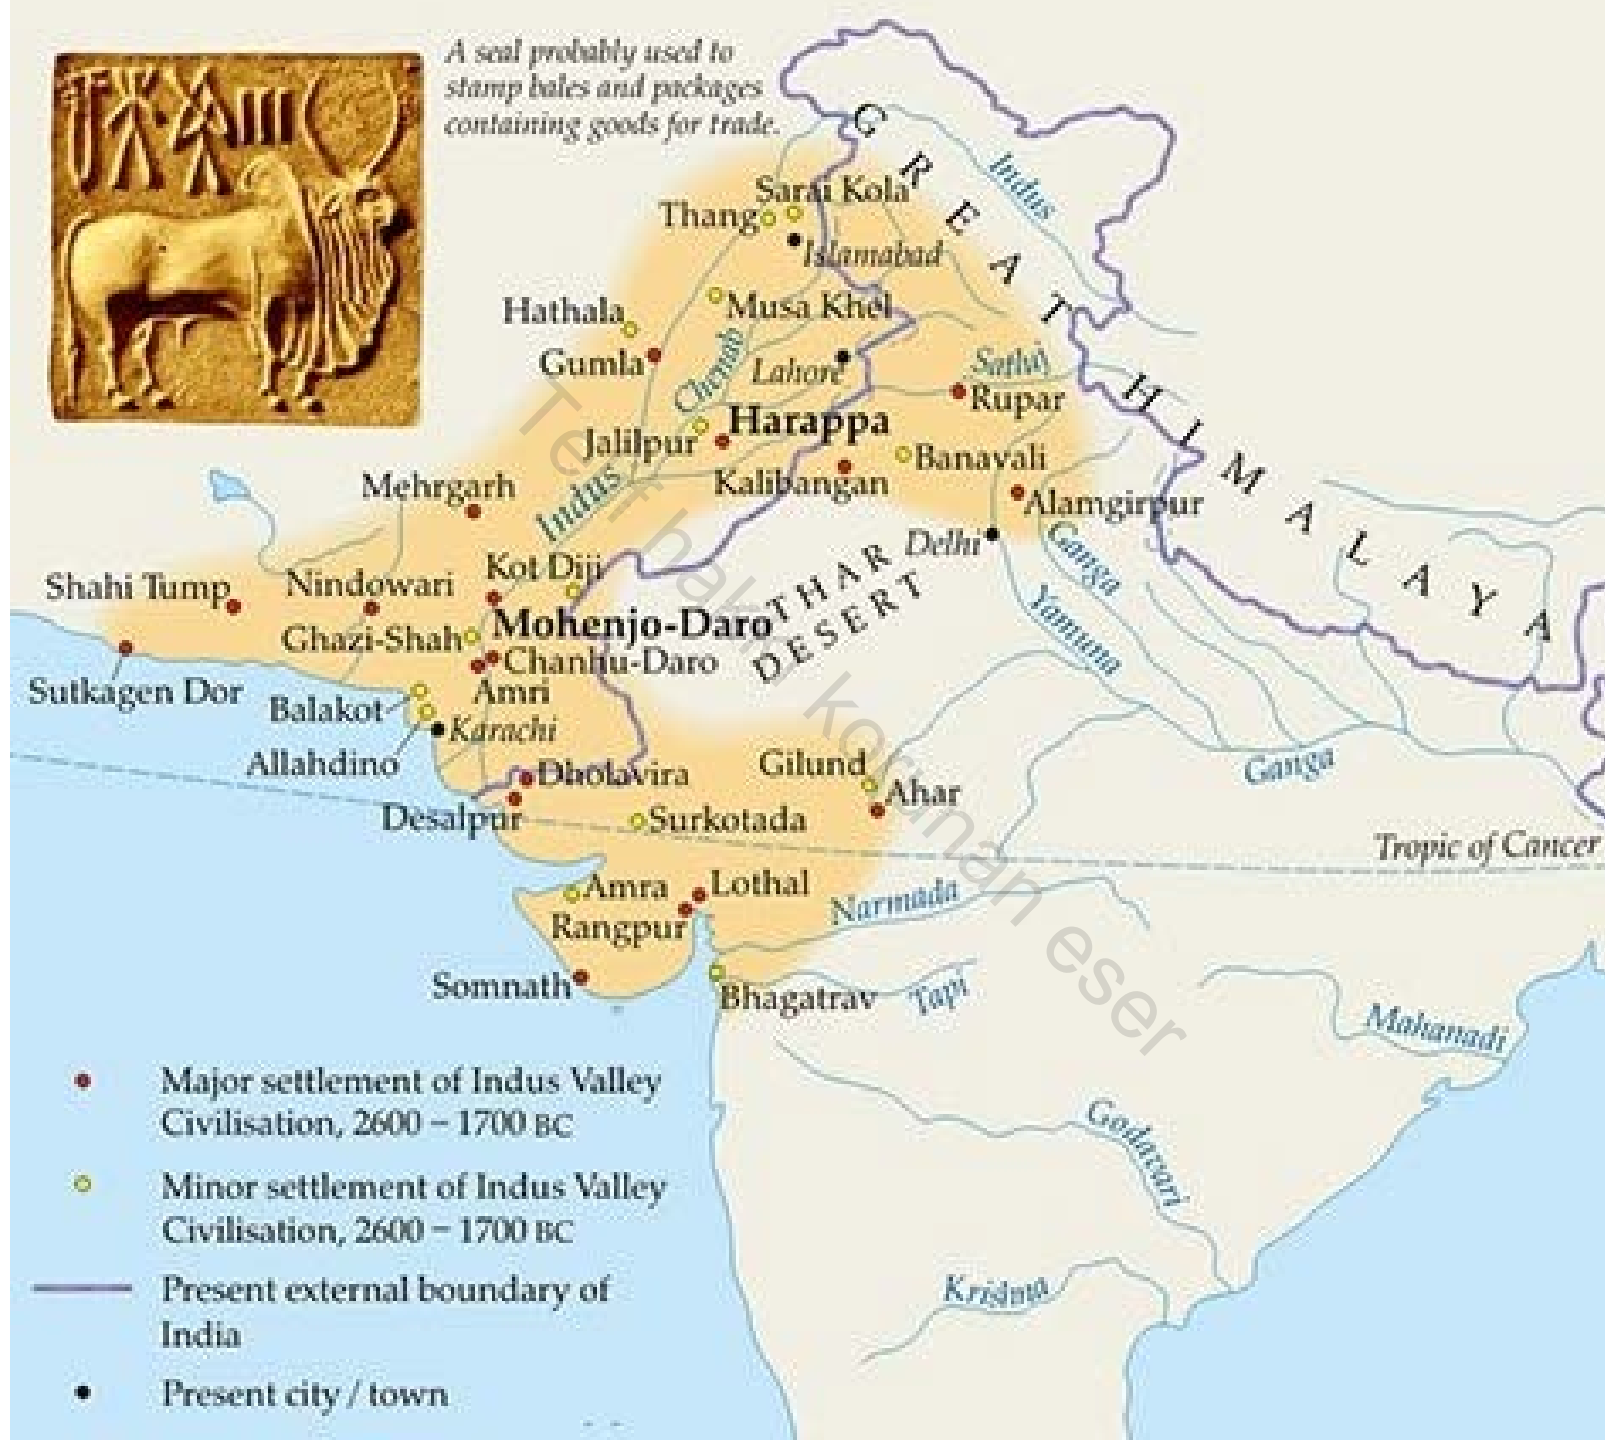 A seal probably used to
stamp bales and packages
containing goods for trade.
GREAT HIMALAYA
Indus
Sarai Kola
Thang
Islamabad
Hathala
Musa Khel
Gumla
Chenab
Lahore
Satluj
Rupar
Harappa
Jalilpur
Banavali
Kalibangan
Mehrgarh
Indus
Alamgirpur
Delhi
Ganga
Kot Diji
THAR
DESERT
Shahi Tump
Nindowari
Yamuna
Mohenjo-Daro
Ghazi-Shah
Chanhu-Daro
Sutkagen Dor
Amri
Balakot
Karachi
Allahdino
Dholavira
Gilund
Ganga
Ahar
Desalpur
Surkotada
Tropic of Cancer
Amra
Lothal
Narmada
Rangpur
Somnath
Bhagatrav
Tapi
Mahanadi
Major settlement of Indus Valley
Civilisation, 2600 – 1700 BC
Godavari
Minor settlement of Indus Valley
Civilisation, 2600 – 1700 BC
Present external boundary of
India
Krishna
Present city / town
Telif hakkı korunan eser